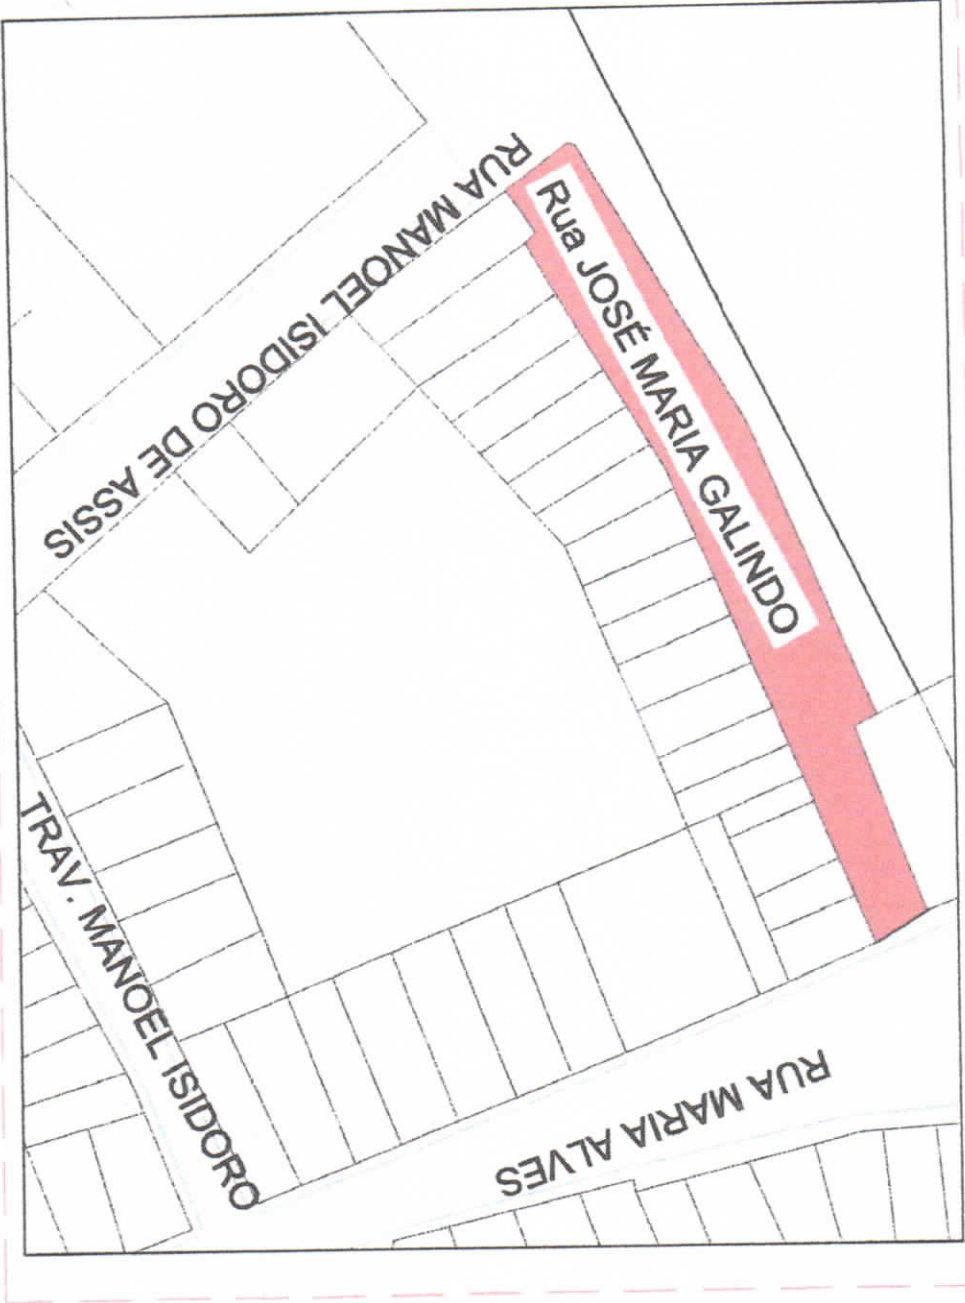 RUA MANOEL ISIDORO DE ASSIS
Rua JOSÉ MARIA GALINDO
TRAV. MANOEL ISIDORO
RUA MARIA ALVES